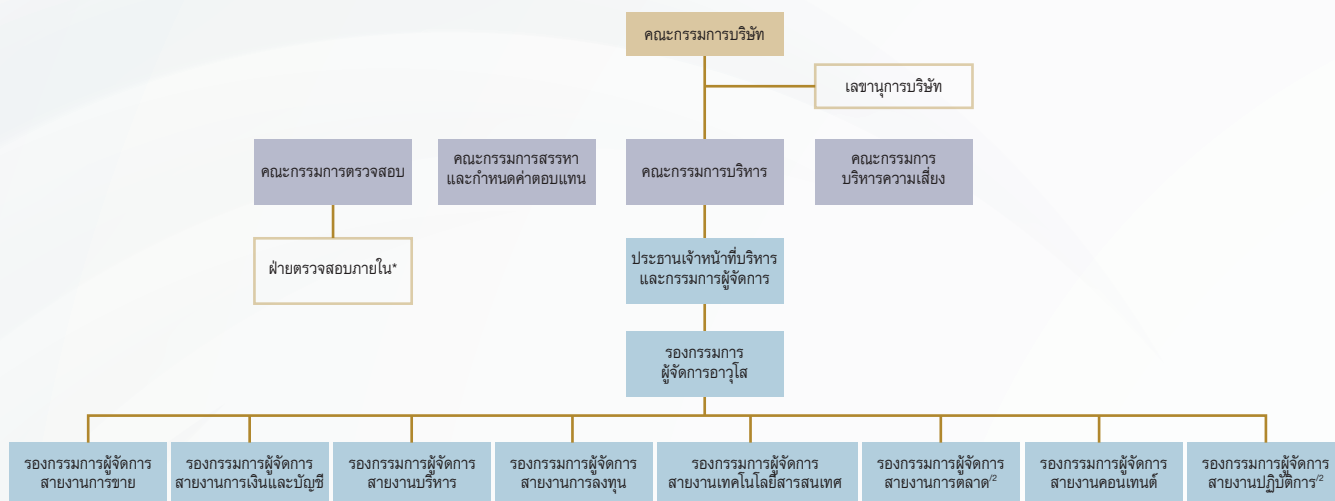 คณะกรรมการบริษัท
เลขานุการบริษัท
คณะกรรมการตรวจสอบ
คณะกรรมการสรรหา
และกำหนดค่าตอบแทน
คณะกรรมการบริหาร
คณะกรรมการ
บริหารความเสี่ยง
ฝ่ายตรวจสอบภายใน*
ประธานเจ้าหน้าที่บริหาร
และกรรมการผู้จัดการ
รองกรรมการ
ผู้จัดการอาวุโส
รองกรรมการผู้จัดการ
สายงานการขาย
รองกรรมการผู้จัดการ
สายงานการเงินและบัญชี
รองกรรมการผู้จัดการ
สายงานบริหาร
รองกรรมการผู้จัดการ
สายงานการลงทุน
รองกรรมการผู้จัดการ
สายงานเทคโนโลยีสารสนเทศ
รองกรรมการผู้จัดการ
สายงานการตลาด/2
รองกรรมการผู้จัดการ
สายงานคอนเทนต์
รองกรรมการผู้จัดการ
สายงานปฏิบัติการ/2